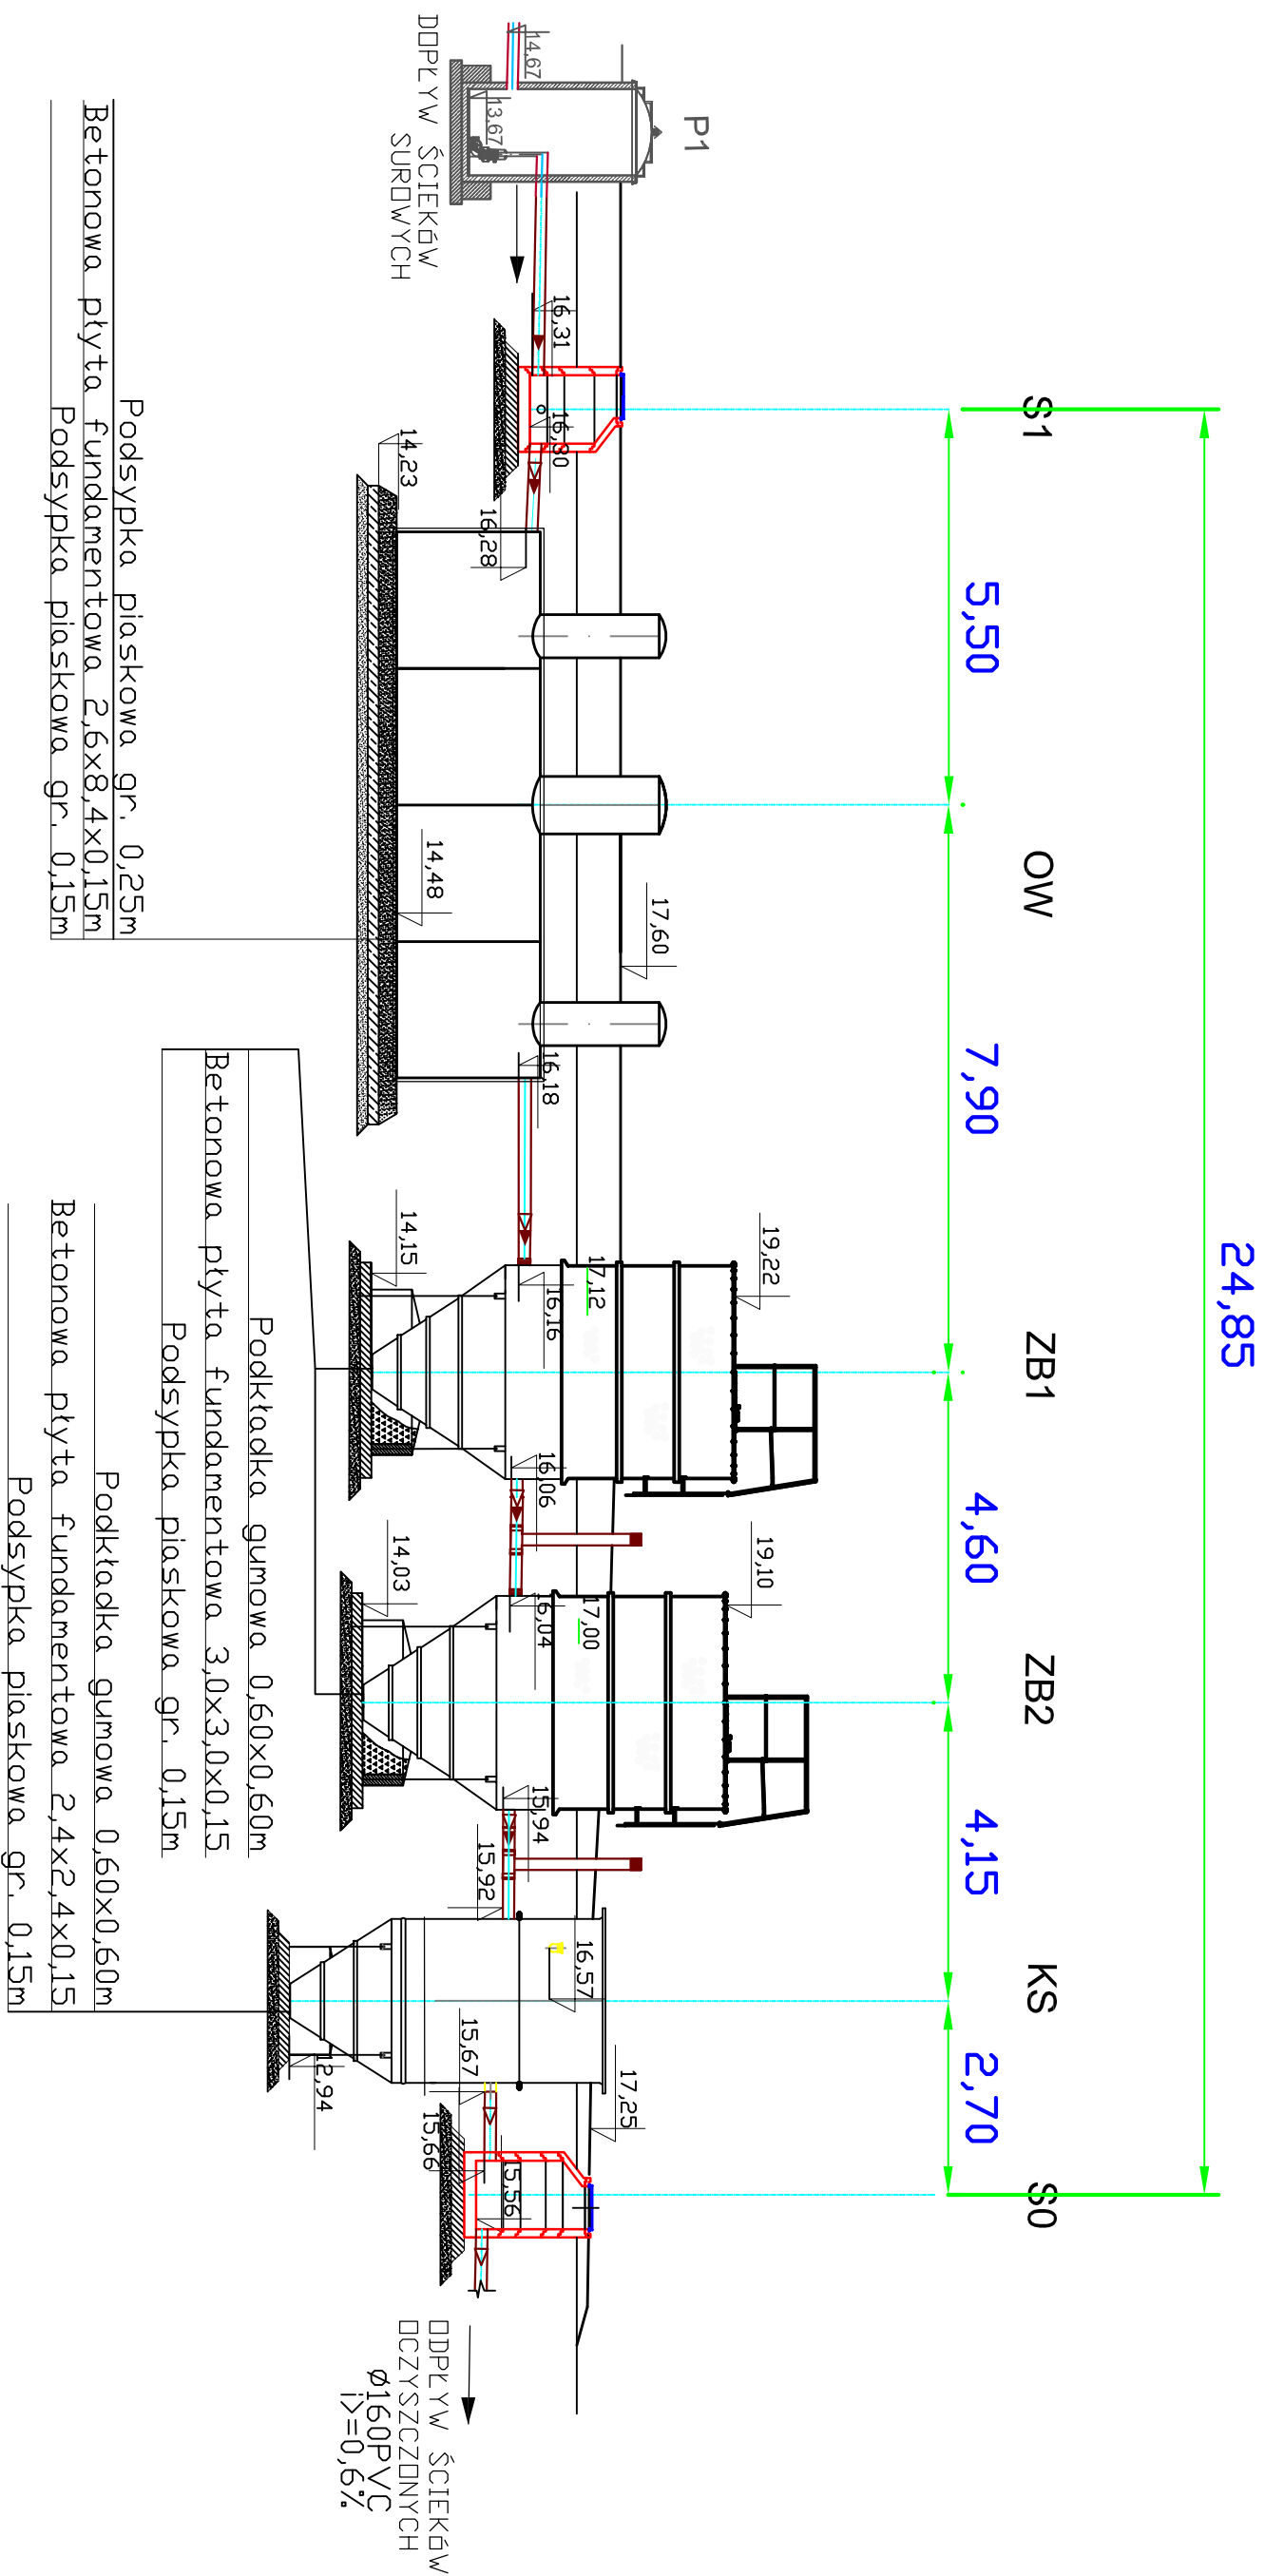 24,85
5,50
7,90
4,60
4,15
2,70
P1
S1
OW
ZB1
ZB2
KS
S0
14,67
13,67
DOPŁYW ŚCIEKÓW
SUROWYCH
16,31
16,30
16,28
14,23
14,48
17,60
16,18
14,15
16,16
17,12
19,22
16,06
14,03
16,04
17,00
19,10
15,94
15,92
16,57
15,67
12,94
17,25
15,66
15,56
ODPŁYW ŚCIEKÓW
OCZYSZCZONYCH
Ø160PVC
i>=0,6%
Podsypka piaskowa gr. 0,25m
Betonowa płyta fundamentowa 2,6x8,4x0,15m
Podsypka piaskowa gr. 0,15m
Podkładka gumowa 0,60x0,60m
Betonowa płyta fundamentowa 3,0x3,0x0,15
Podsypka piaskowa gr. 0,15m
Podkładka gumowa 0,60x0,60m
Betonowa płyta fundamentowa 2,4x2,4x0,15
Podsypka piaskowa gr. 0,15m